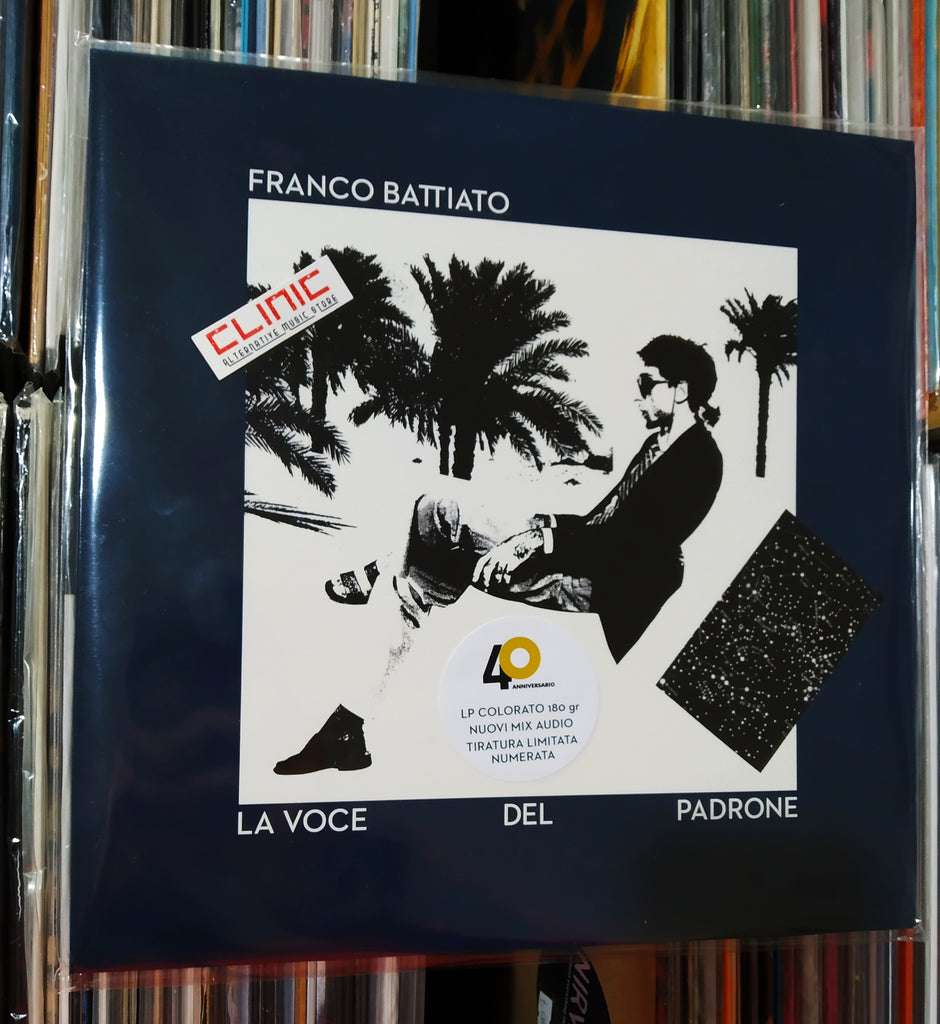 FRANCO BATTIATO
CLINIC
ALTERNATIVE MUSIC STORE
40
ANNIVERSARIO
LP COLORATO 180 gr
NUOVI MIX AUDIO
TIRATURA LIMITATA
NUMERATA
LA VOCE DEL PADRONE